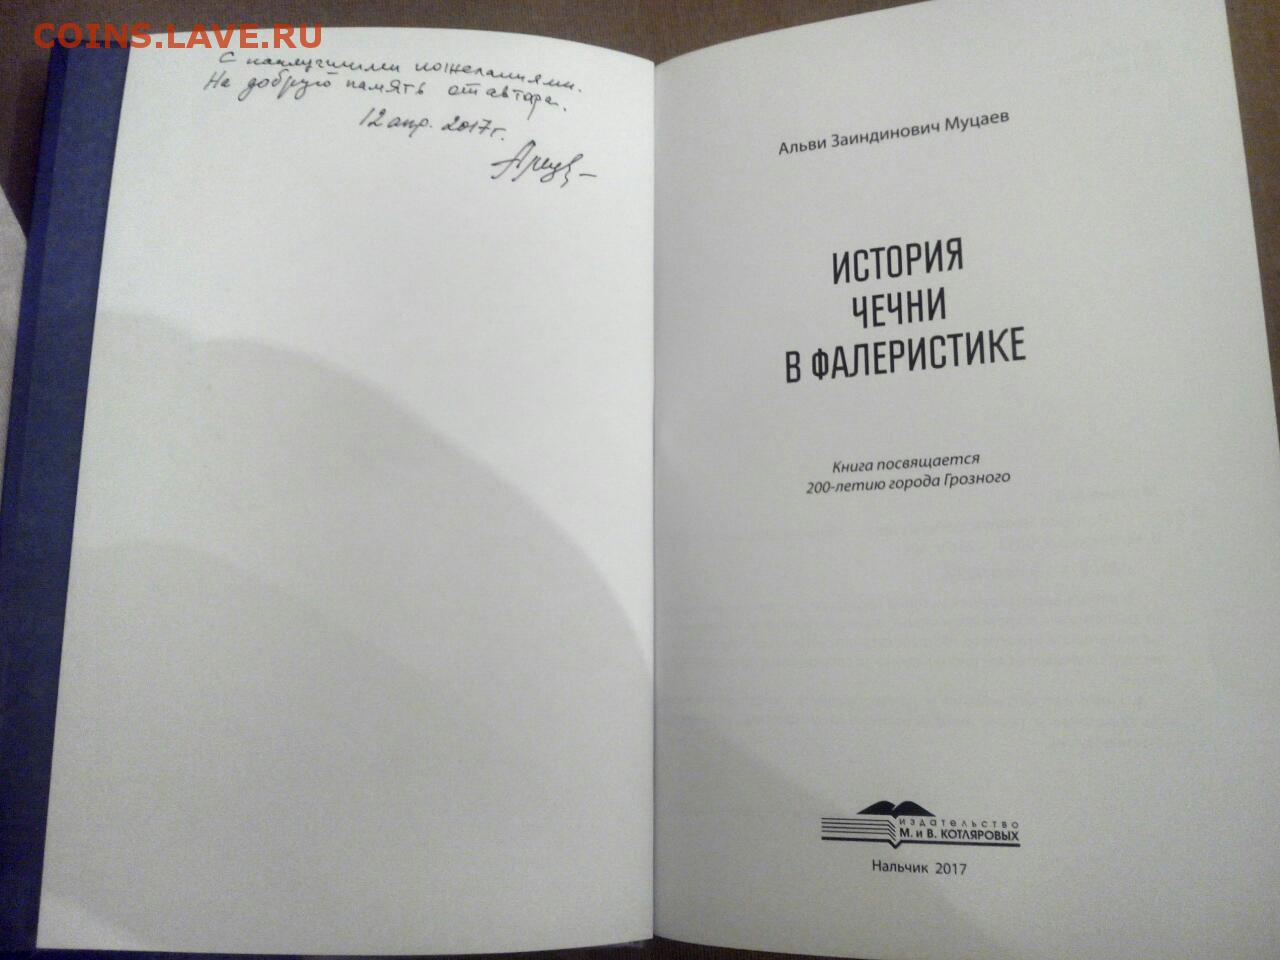 COINS.LAVE.RU
С наилучшими пожеланиями.
На добрую память от автора.
12 апр. 2017г.
Альви Заиндинович Муцаев
ИСТОРИЯ
ЧЕЧНИ
В ФАЛЕРИСТИКЕ
Книга посвящается
200-летию города Грозного
издательство
М. и В. КОТЛЯРОВЫХ
Нальчик 2017